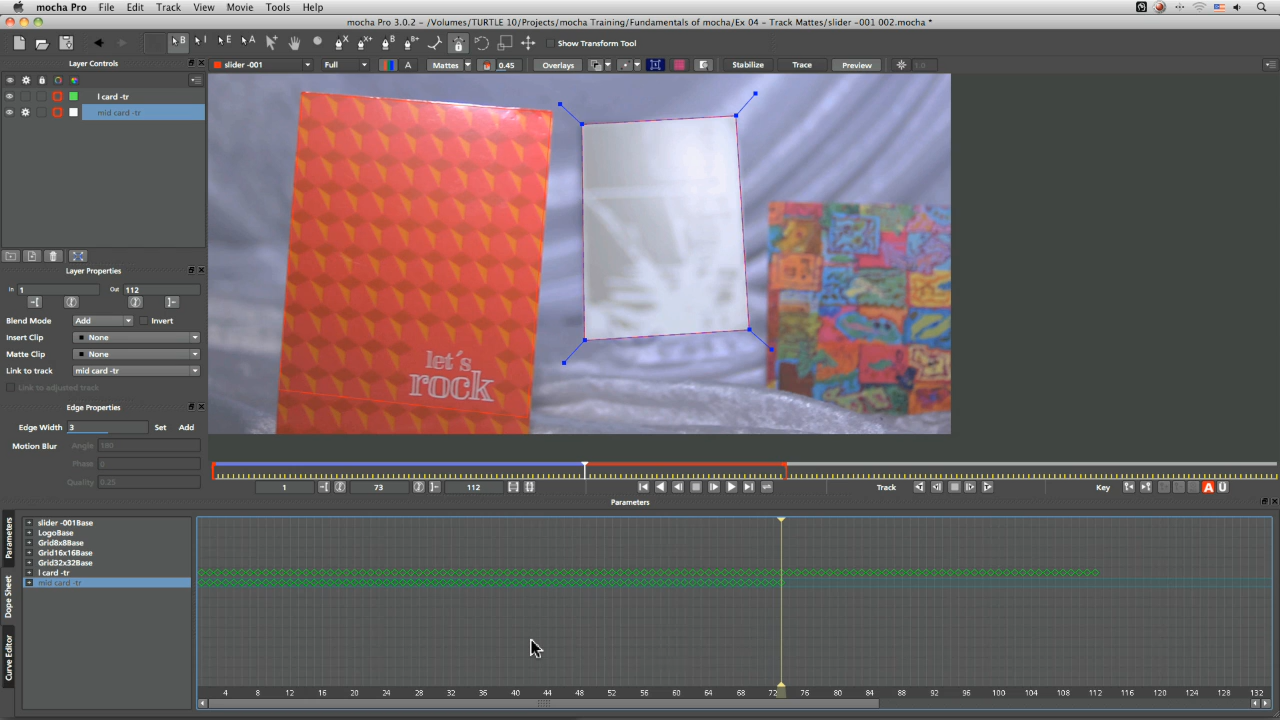 mocha Pro File Edit Track View Movie Tools Help
mocha Pro 3.0.2 - /Volumes/TURTLE 10/Projects/mocha Training/Fundamentals of mocha/Ex 04 - Track Mattes/slider -001 002.mocha *
B I E A X X+ B B+ Show Transform Tool
Layer Controls
slider -001 Full A Mattes 0.45 Overlays Stabilize Trace Preview 1.0
l card -tr
mid card -tr
let's
rock
Layer Properties
In 1 Out 112
Blend Mode Add Invert
Insert Clip None
Matte Clip None
Link to track mid card -tr
Link to adjusted track
Edge Properties
Edge Width 3 Set Add
Motion Blur Angle 180
Phase 0
Quality 0.25
1 73 112 Track Key A U
Parameters
Parameters
Dope Sheet
Curve Editor
slider -001Base
LogoBase
Grid8x8Base
Grid16x16Base
Grid32x32Base
l card -tr
mid card -tr
4 8 12 16 20 24 28 32 36 40 44 48 52 56 60 64 68 72 76 80 84 88 92 96 100 104 108 112 116 120 124 128 132